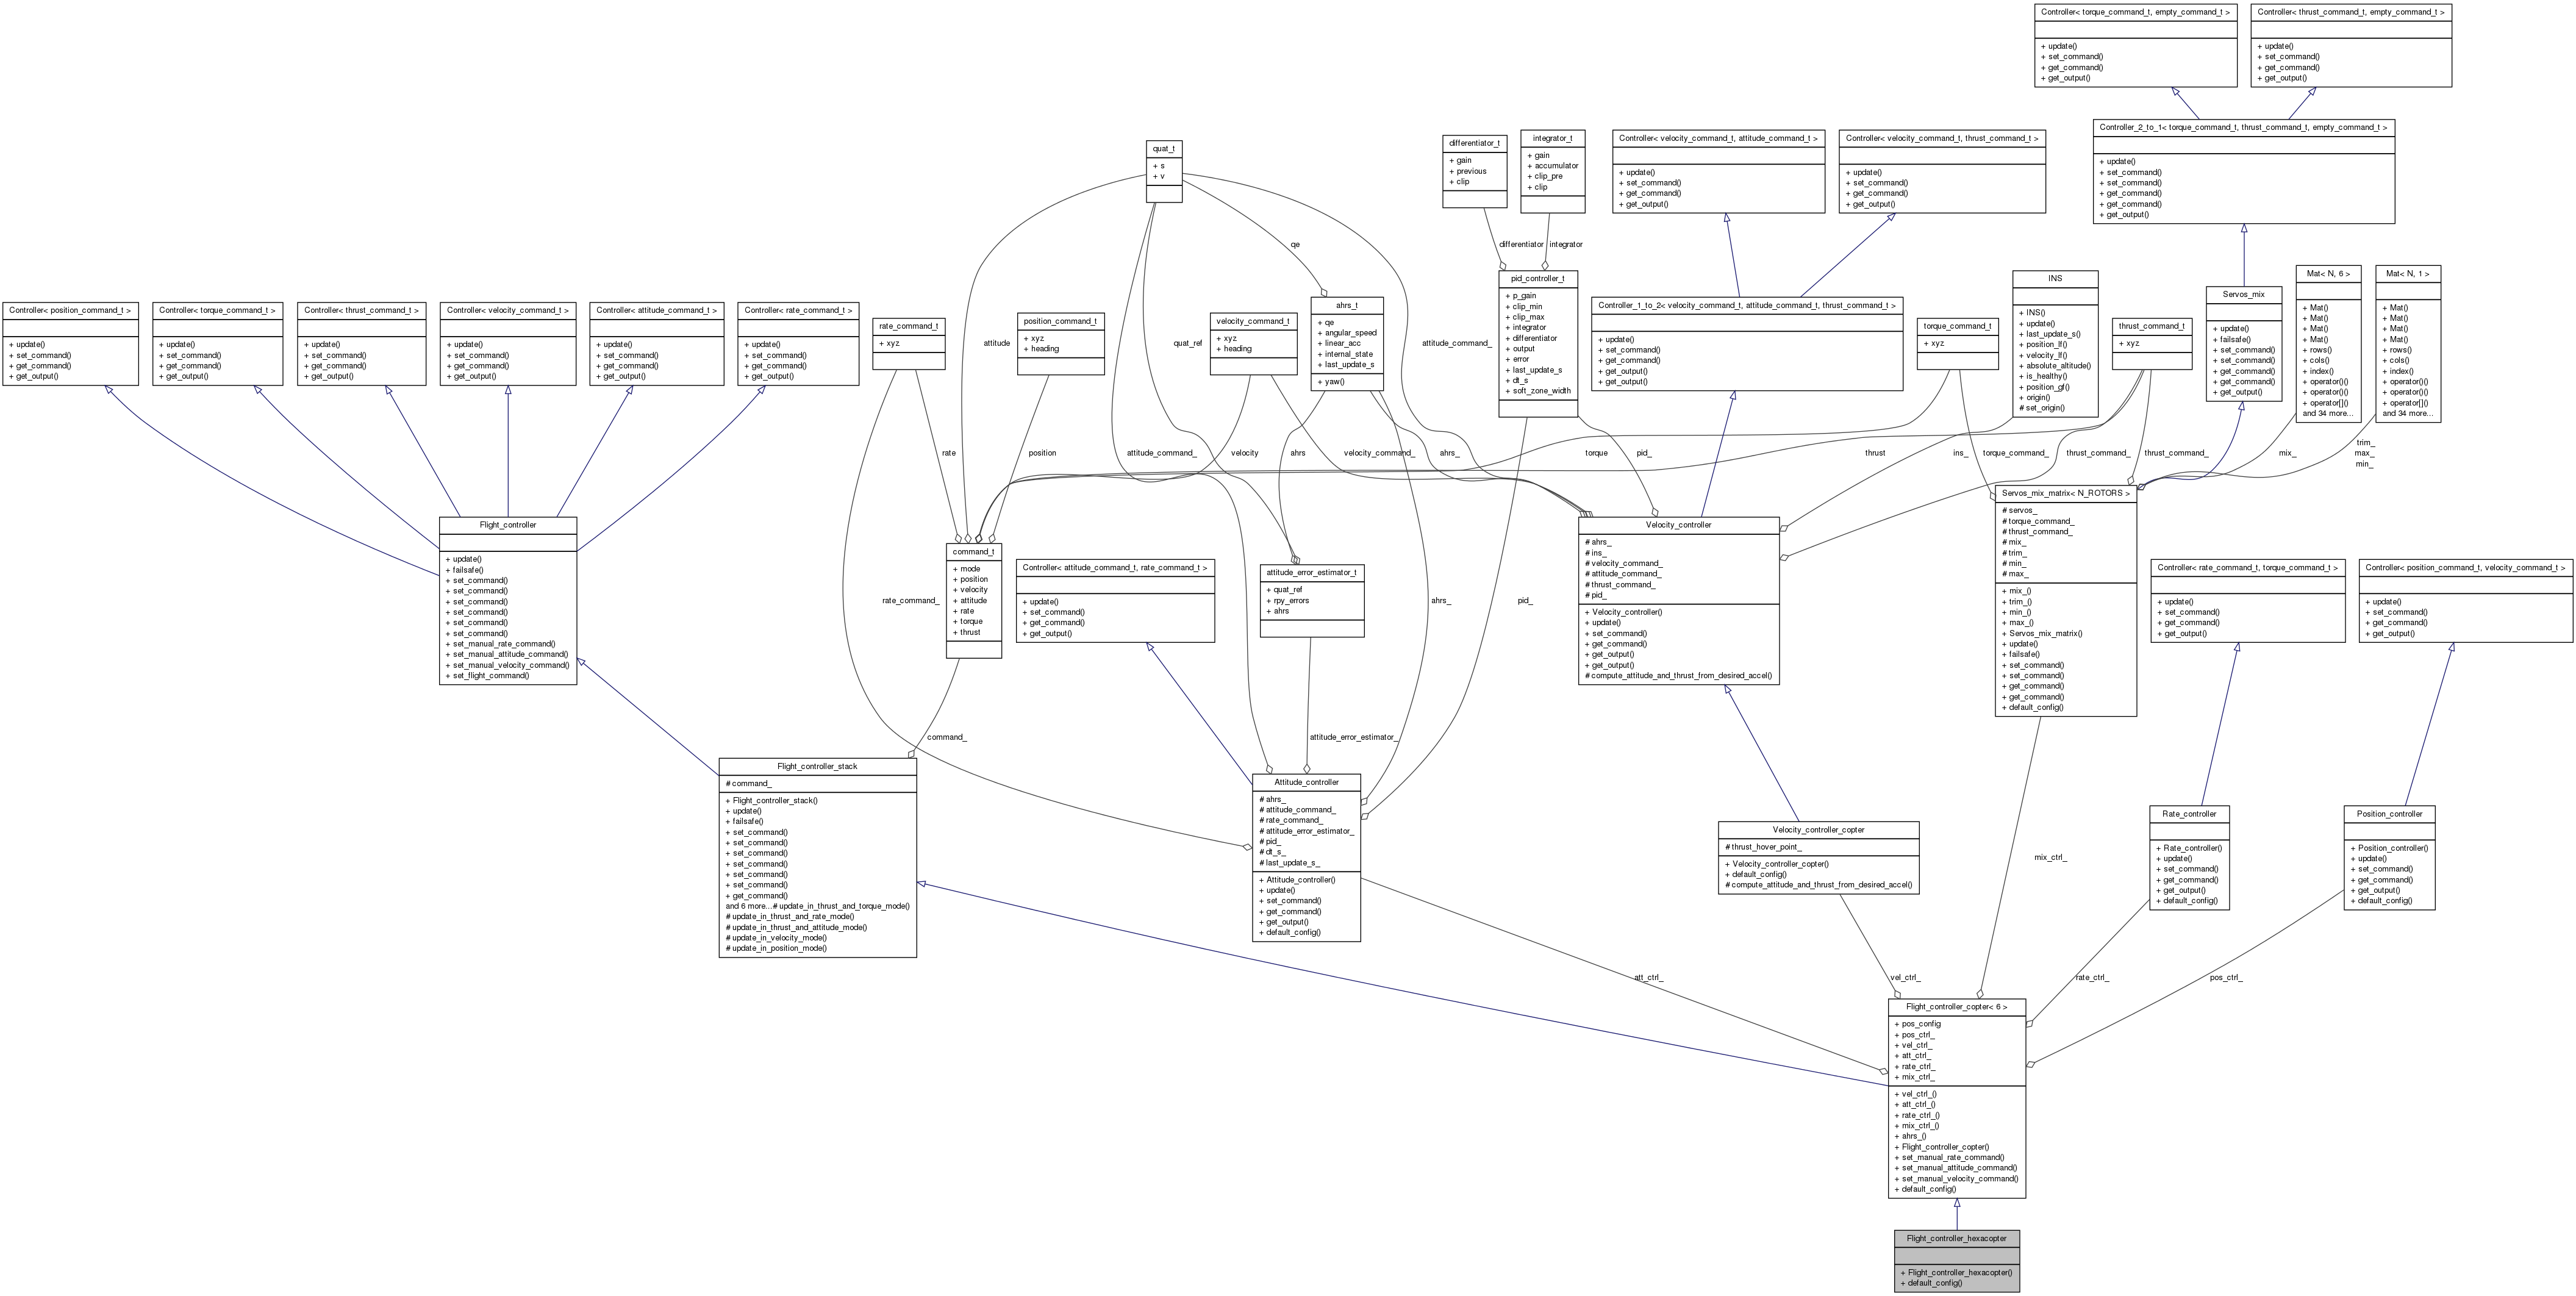 Controller< torque_command_t, empty_command_t >
+ update()
+ set_command()
+ get_command()
+ get_output()
Controller< thrust_command_t, empty_command_t >
+ update()
+ set_command()
+ get_command()
+ get_output()
Controller_2_to_1< torque_command_t, thrust_command_t, empty_command_t >
+ update()
+ set_command()
+ set_command()
+ get_command()
+ get_command()
+ get_output()
quat_t
+ s
+ v
differentiator_t
+ gain
+ previous
+ clip
integrator_t
+ gain
+ accumulator
+ clip_pre
+ clip
Controller< velocity_command_t, attitude_command_t >
+ update()
+ set_command()
+ get_command()
+ get_output()
Controller< velocity_command_t, thrust_command_t >
+ update()
+ set_command()
+ get_command()
+ get_output()
qe
differentiator
integrator
Controller< position_command_t >
+ update()
+ set_command()
+ get_command()
+ get_output()
Controller< torque_command_t >
+ update()
+ set_command()
+ get_command()
+ get_output()
Controller< thrust_command_t >
+ update()
+ set_command()
+ get_command()
+ get_output()
Controller< velocity_command_t >
+ update()
+ set_command()
+ get_command()
+ get_output()
Controller< attitude_command_t >
+ update()
+ set_command()
+ get_command()
+ get_output()
Controller< rate_command_t >
+ update()
+ set_command()
+ get_command()
+ get_output()
rate_command_t
+ xyz
attitude
position_command_t
+ xyz
+ heading
quat_ref
velocity_command_t
+ xyz
+ heading
ahrs_t
+ qe
+ angular_speed
+ linear_acc
+ internal_state
+ last_update_s
+ yaw()
attitude_command_
pid_controller_t
+ p_gain
+ clip_min
+ clip_max
+ integrator
+ differentiator
+ output
+ error
+ last_update_s
+ dt_s
+ soft_zone_width
Controller_1_to_2< velocity_command_t, attitude_command_t, thrust_command_t >
+ update()
+ set_command()
+ get_command()
+ get_output()
+ get_output()
torque_command_t
+ xyz
INS
+ INS()
+ update()
+ last_update_s()
+ position_lf()
+ velocity_lf()
+ absolute_altitude()
+ is_healthy()
+ position_gf()
+ origin()
# set_origin()
thrust_command_t
+ xyz
Servos_mix
+ update()
+ failsafe()
+ set_command()
+ set_command()
+ get_command()
+ get_command()
+ get_output()
Mat< N, 6 >
+ Mat()
+ Mat()
+ Mat()
+ Mat()
+ rows()
+ cols()
+ index()
+ operator()()
+ operator()()
+ operator[]()
and 34 more...
Mat< N, 1 >
+ Mat()
+ Mat()
+ Mat()
+ Mat()
+ rows()
+ cols()
+ index()
+ operator()()
+ operator()()
+ operator[]()
and 34 more...
rate
position
attitude_command_
velocity
ahrs
velocity_command_
ahrs_
torque
pid_
thrust
ins_
torque_command_
thrust_command_
thrust_command_
mix_
trim_
max_
min_
Flight_controller
+ update()
+ failsafe()
+ set_command()
+ set_command()
+ set_command()
+ set_command()
+ set_command()
+ set_command()
+ set_manual_rate_command()
+ set_manual_attitude_command()
+ set_manual_velocity_command()
+ set_flight_command()
rate_command_
command_t
+ mode
+ position
+ velocity
+ attitude
+ rate
+ torque
+ thrust
Controller< attitude_command_t, rate_command_t >
+ update()
+ set_command()
+ get_command()
+ get_output()
attitude_error_estimator_t
+ quat_ref
+ rpy_errors
+ ahrs
ahrs_
pid_
Velocity_controller
# ahrs_
# ins_
# velocity_command_
# attitude_command_
# thrust_command_
# pid_
+ Velocity_controller()
+ update()
+ set_command()
+ get_command()
+ get_output()
+ get_output()
# compute_attitude_and_thrust_from_desired_accel()
Servos_mix_matrix< N_ROTORS >
# servos_
# torque_command_
# thrust_command_
# mix_
# trim_
# min_
# max_
+ mix_()
+ trim_()
+ min_()
+ max_()
+ Servos_mix_matrix()
+ update()
+ failsafe()
+ set_command()
+ set_command()
+ get_command()
+ get_command()
+ default_config()
Controller< rate_command_t, torque_command_t >
+ update()
+ set_command()
+ get_command()
+ get_output()
Controller< position_command_t, velocity_command_t >
+ update()
+ set_command()
+ get_command()
+ get_output()
command_
attitude_error_estimator_
Flight_controller_stack
# command_
+ Flight_controller_stack()
+ update()
+ failsafe()
+ set_command()
+ set_command()
+ set_command()
+ set_command()
+ set_command()
+ set_command()
+ get_command()
and 6 more...# update_in_thrust_and_torque_mode()
# update_in_thrust_and_rate_mode()
# update_in_thrust_and_attitude_mode()
# update_in_velocity_mode()
# update_in_position_mode()
Attitude_controller
# ahrs_
# attitude_command_
# rate_command_
# attitude_error_estimator_
# pid_
# dt_s_
# last_update_s_
+ Attitude_controller()
+ update()
+ set_command()
+ get_command()
+ get_output()
+ default_config()
Velocity_controller_copter
# thrust_hover_point_
+ Velocity_controller_copter()
+ default_config()
# compute_attitude_and_thrust_from_desired_accel()
mix_ctrl_
Rate_controller
+ Rate_controller()
+ update()
+ set_command()
+ get_command()
+ get_output()
+ default_config()
Position_controller
+ Position_controller()
+ update()
+ set_command()
+ get_command()
+ get_output()
+ default_config()
att_ctrl_
vel_ctrl_
rate_ctrl_
pos_ctrl_
Flight_controller_copter< 6 >
+ pos_config
+ pos_ctrl_
+ vel_ctrl_
+ att_ctrl_
+ rate_ctrl_
+ mix_ctrl_
+ vel_ctrl_()
+ att_ctrl_()
+ rate_ctrl_()
+ mix_ctrl_()
+ ahrs_()
+ Flight_controller_copter()
+ set_manual_rate_command()
+ set_manual_attitude_command()
+ set_manual_velocity_command()
+ default_config()
Flight_controller_hexacopter
+ Flight_controller_hexacopter()
+ default_config()